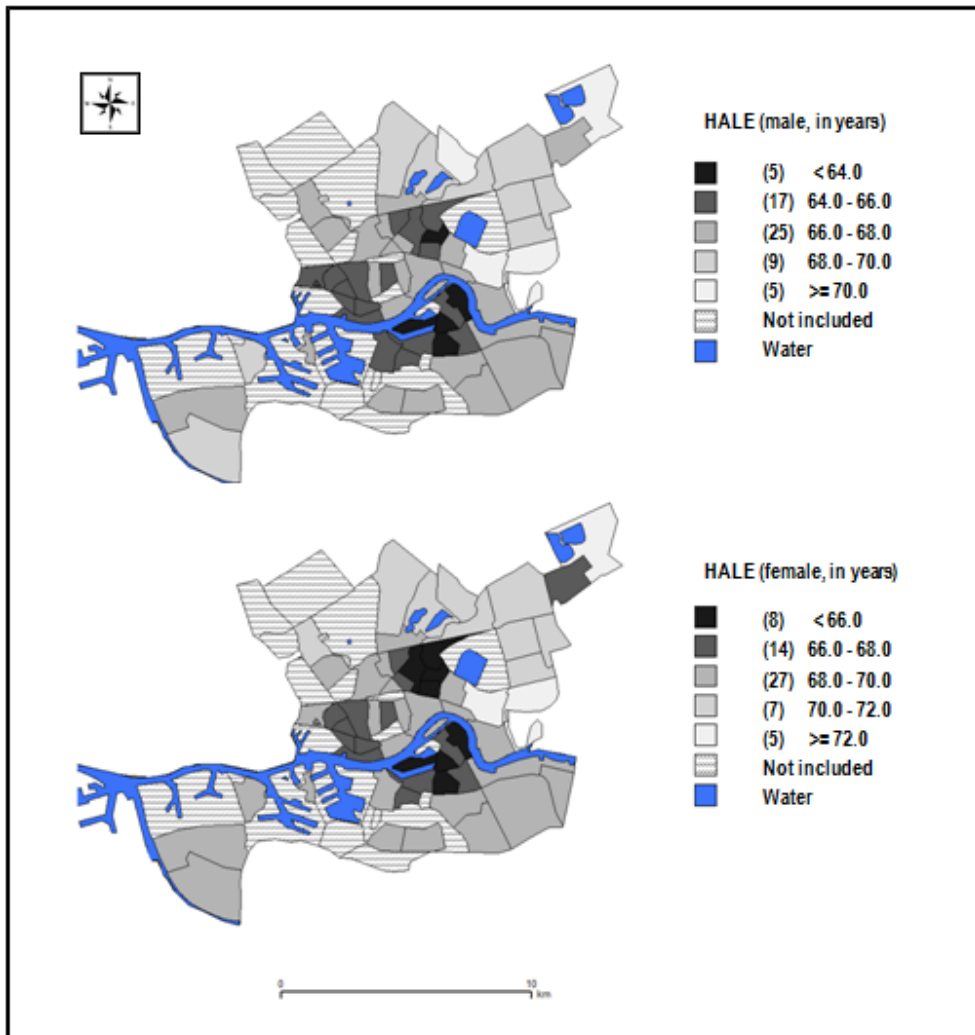 HALE (male, in years)
(5) < 64.0
(17) 64.0 - 66.0
(25) 66.0 - 68.0
(9) 68.0 - 70.0
(5) >= 70.0
Not included
Water
HALE (female, in years)
(8) < 66.0
(14) 66.0 - 68.0
(27) 68.0 - 70.0
(7) 70.0 - 72.0
(5) >= 72.0
Not included
Water
0 10
km